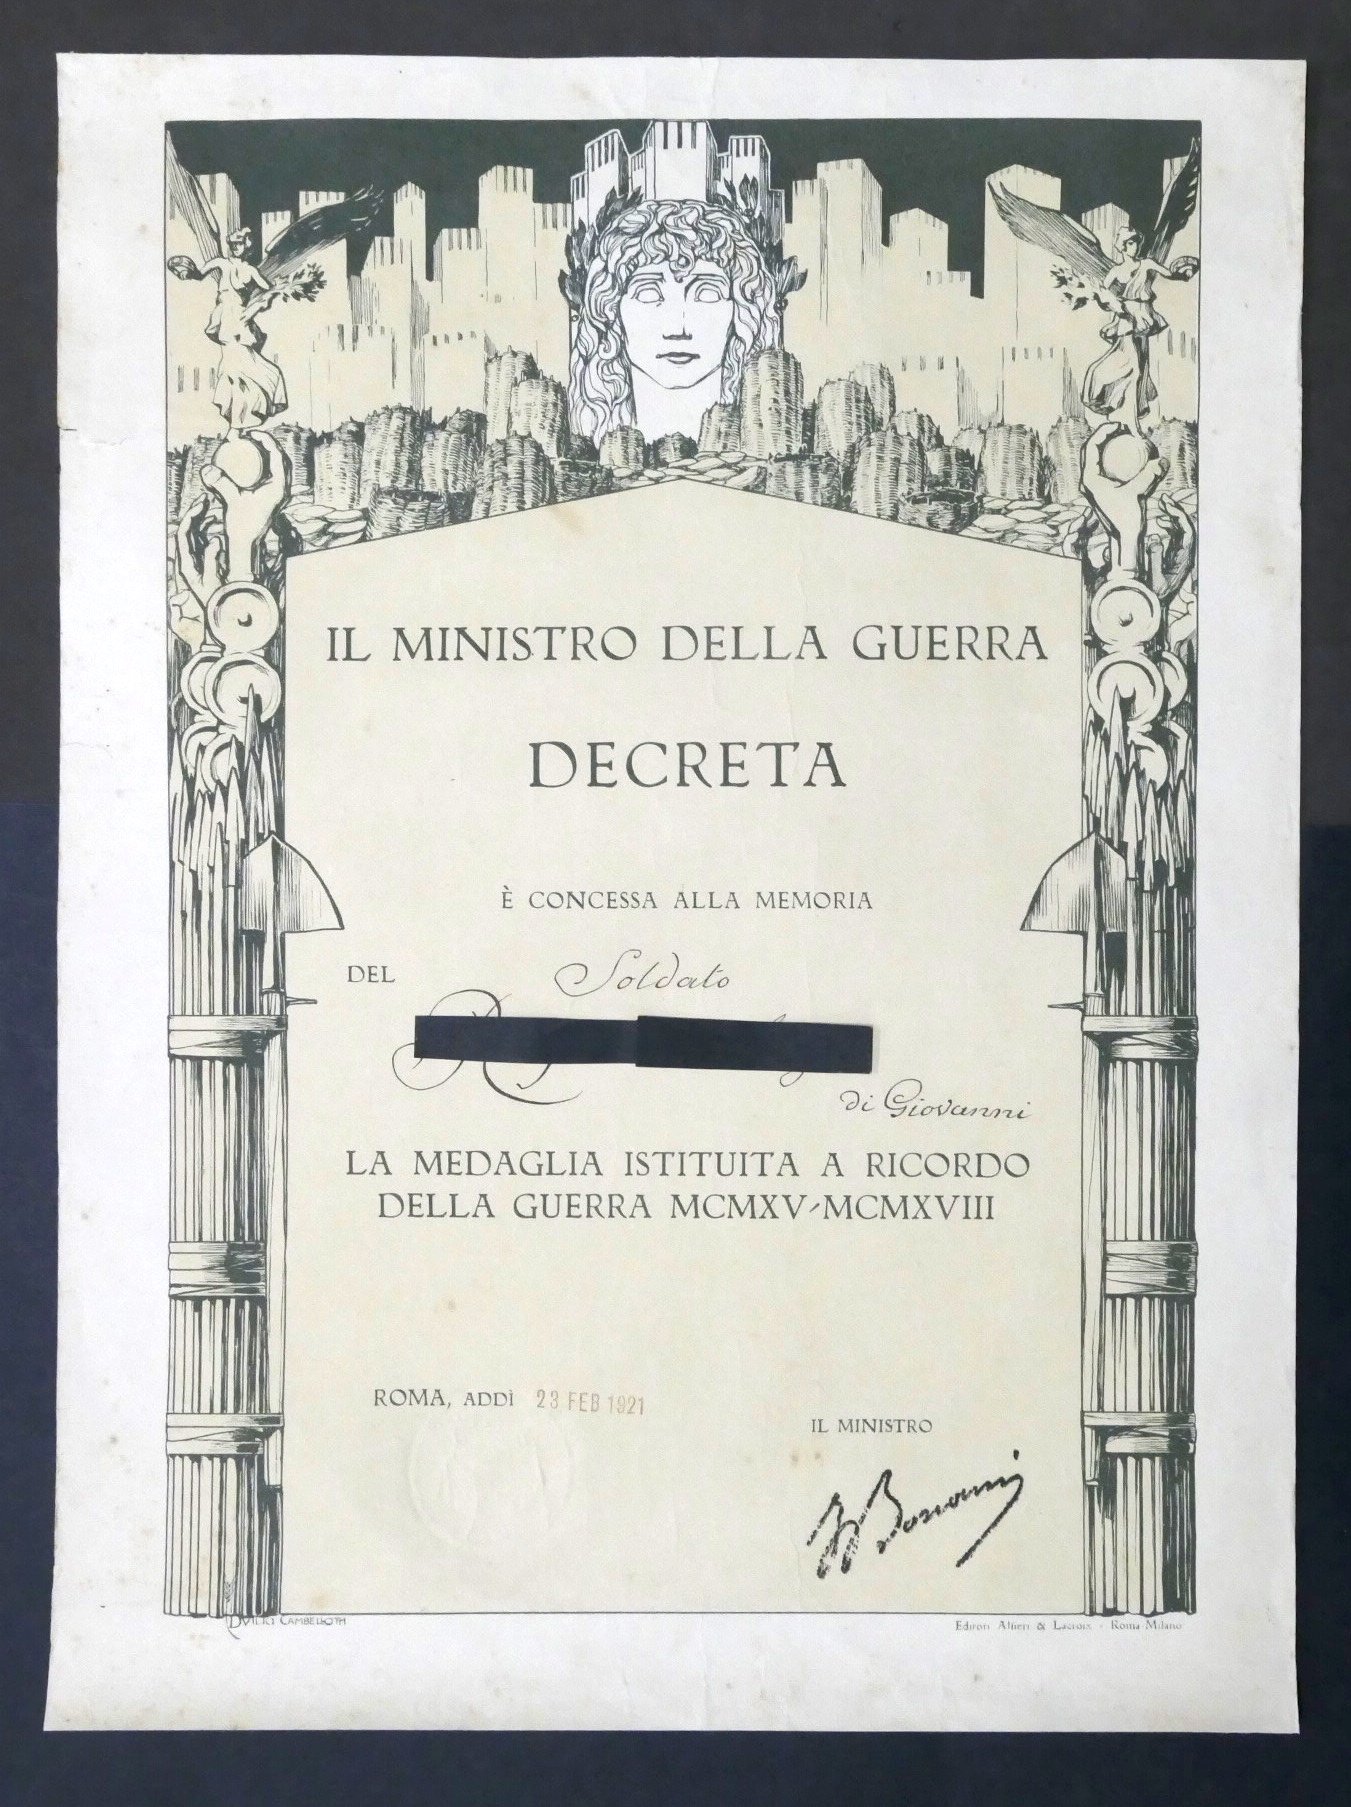 IL MINISTRO DELLA GUERRA
DECRETA
È CONCESSA ALLA MEMORIA
DEL Soldato
di Giovanni
LA MEDAGLIA ISTITUITA A RICORDO
DELLA GUERRA MCMXV-MCMXVIII
ROMA, ADDÌ 23 FEB 1921
IL MINISTRO
Bonomi
DVILIO CAMBELLOTTI
Editori Alfieri & Lacroix - Roma Milano